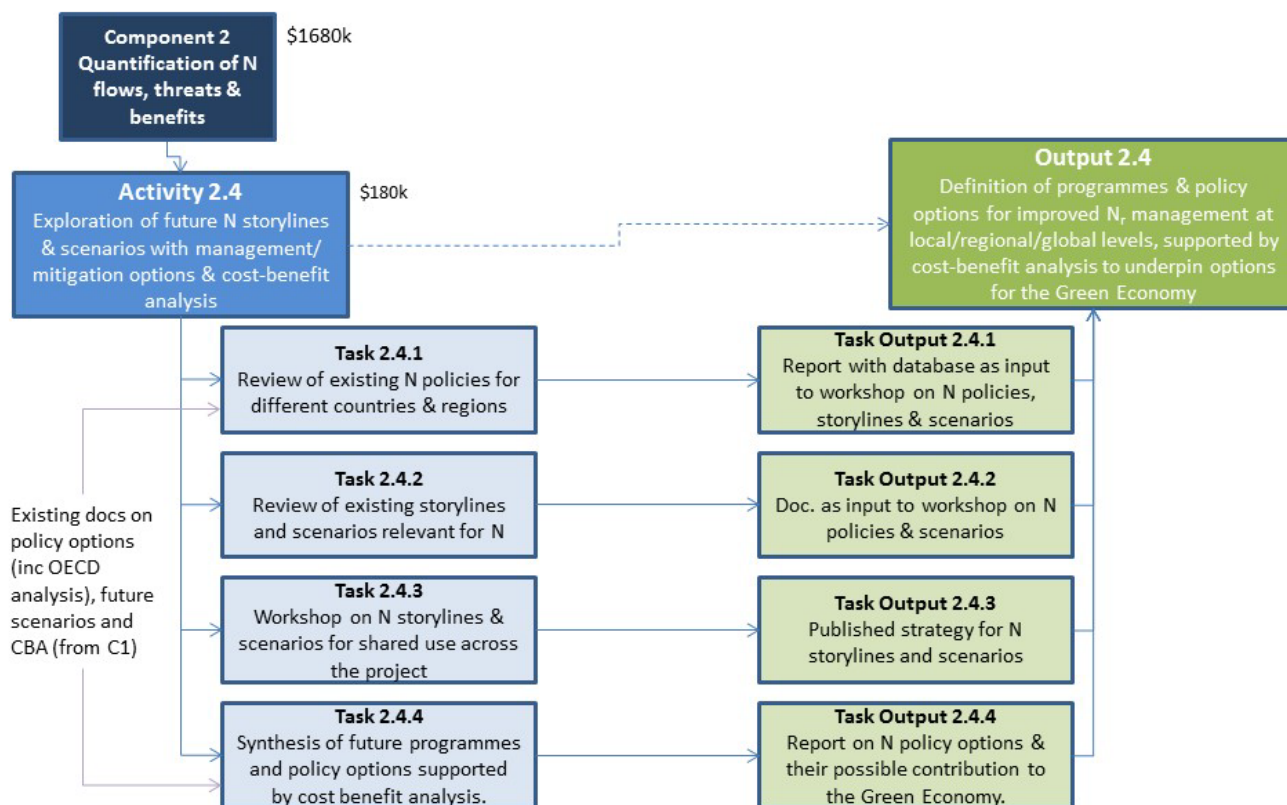 Component 2
Quantification of N
flows, threats &
benefits
$1680k
Activity 2.4
Exploration of future N storylines
& scenarios with management/
mitigation options & cost-benefit
analysis
$180k
Output 2.4
Definition of programmes & policy
options for improved Nr management at
local/regional/global levels, supported by
cost-benefit analysis to underpin options
for the Green Economy
Task 2.4.1
Review of existing N policies for
different countries & regions
Task Output 2.4.1
Report with database as input
to workshop on N policies,
storylines & scenarios
Task 2.4.2
Review of existing storylines
and scenarios relevant for N
Task Output 2.4.2
Doc. as input to workshop on N
policies & scenarios
Existing docs on
policy options
(inc OECD
analysis), future
scenarios and
CBA (from C1)
Task 2.4.3
Workshop on N storylines &
scenarios for shared use across
the project
Task Output 2.4.3
Published strategy for N
storylines and scenarios
Task 2.4.4
Synthesis of future programmes
and policy options supported
by cost benefit analysis.
Task Output 2.4.4
Report on N policy options &
their possible contribution to
the Green Economy.